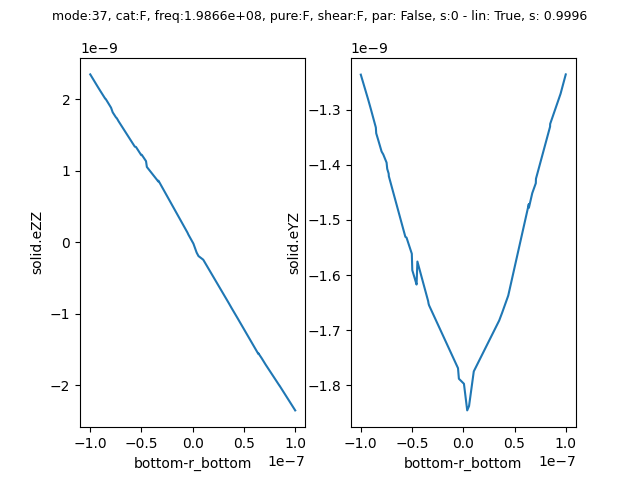 mode:37, cat:F, freq:1.9866e+08, pure:F, shear:F, par: False, s:0 - lin: True, s: 0.9996
1e−9
2
1
0
−1
−2
solid.eZZ
−1.0 −0.5 0.0 0.5 1.0
bottom-r_bottom 1e−7
1e−9
−1.3
−1.4
−1.5
−1.6
−1.7
−1.8
solid.eYZ
−1.0 −0.5 0.0 0.5 1.0
bottom-r_bottom 1e−7